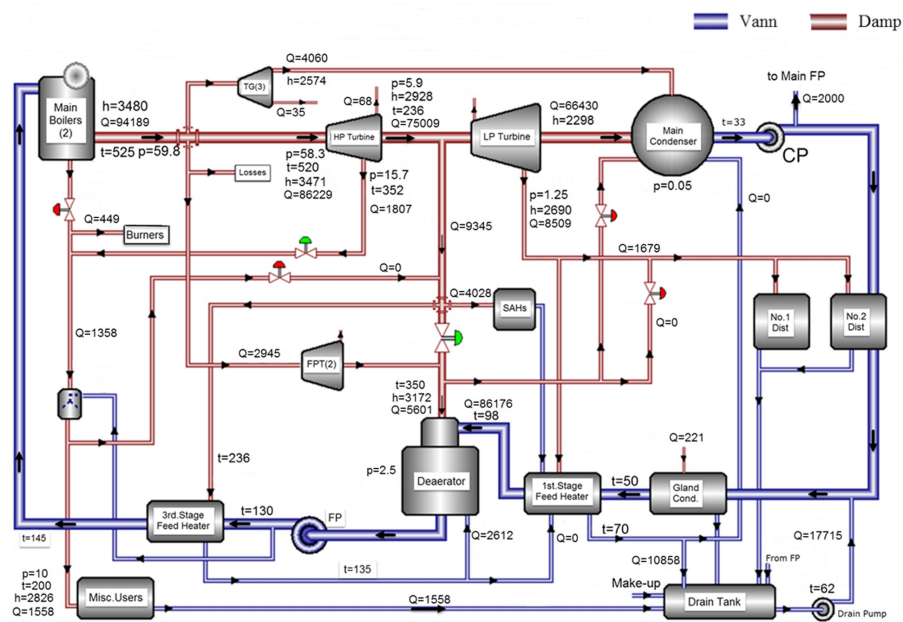 Vann
Damp
Q=4060
h=2574
TG(3)
Q=35
Q=68
p=5.9
h=2928
t=236
Q=75009
Q=66430
h=2298
to Main FP
Q=2000
Main
Boilers
(2)
h=3480
Q=94189
t=525 p=59.8
HP Turbine
LP Turbine
Main
Condenser
t=33
CP
p=0.05
Losses
p=58.3
t=520
h=3471
Q=86229
p=15.7
t=352
Q=1807
p=1.25
h=2690
Q=8509
Q=0
Q=449
Burners
Q=9345
Q=1679
Q=0
Q=4028
SAHs
No.1
Dist
No.2
Dist
Q=0
Q=1358
Q=2945
FPT(2)
t=350
h=3172
Q=5601
Q=86176
t=98
Q=221
t=236
p=2.5
Deaerator
1st.Stage
Feed Heater
t=50
Gland
Cond.
3rd.Stage
Feed Heater
t=130
FP
t=145
Q=2612
Q=0
t=70
Q=17715
t=135
Q=10858
From FP
p=10
t=200
h=2826
Q=1558
Misc.Users
Q=1558
Make-up
Drain Tank
t=62
Drain Pump